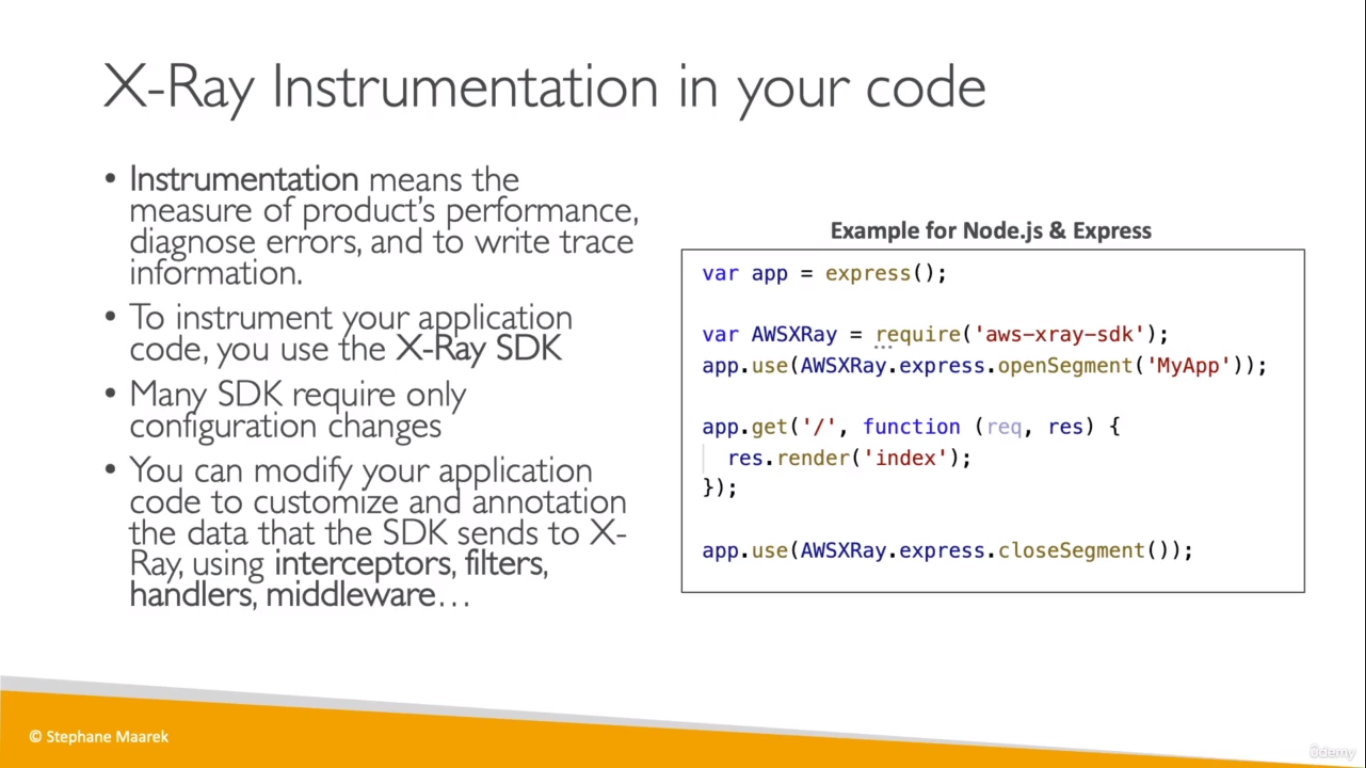 X-Ray Instrumentation in your code
• Instrumentation means the
measure of product's performance,
diagnose errors, and to write trace
information.
• To instrument your application
code, you use the X-Ray SDK
• Many SDK require only
configuration changes
• You can modify your application
code to customize and annotation
the data that the SDK sends to X-
Ray, using interceptors, filters,
handlers, middleware…
Example for Node.js & Express
var app = express();
var AWSXRay = require('aws-xray-sdk');
app.use(AWSXRay.express.openSegment('MyApp'));
app.get('/', function (req, res) {
  res.render('index');
});
app.use(AWSXRay.express.closeSegment());
© Stephane Maarek
ûdemy